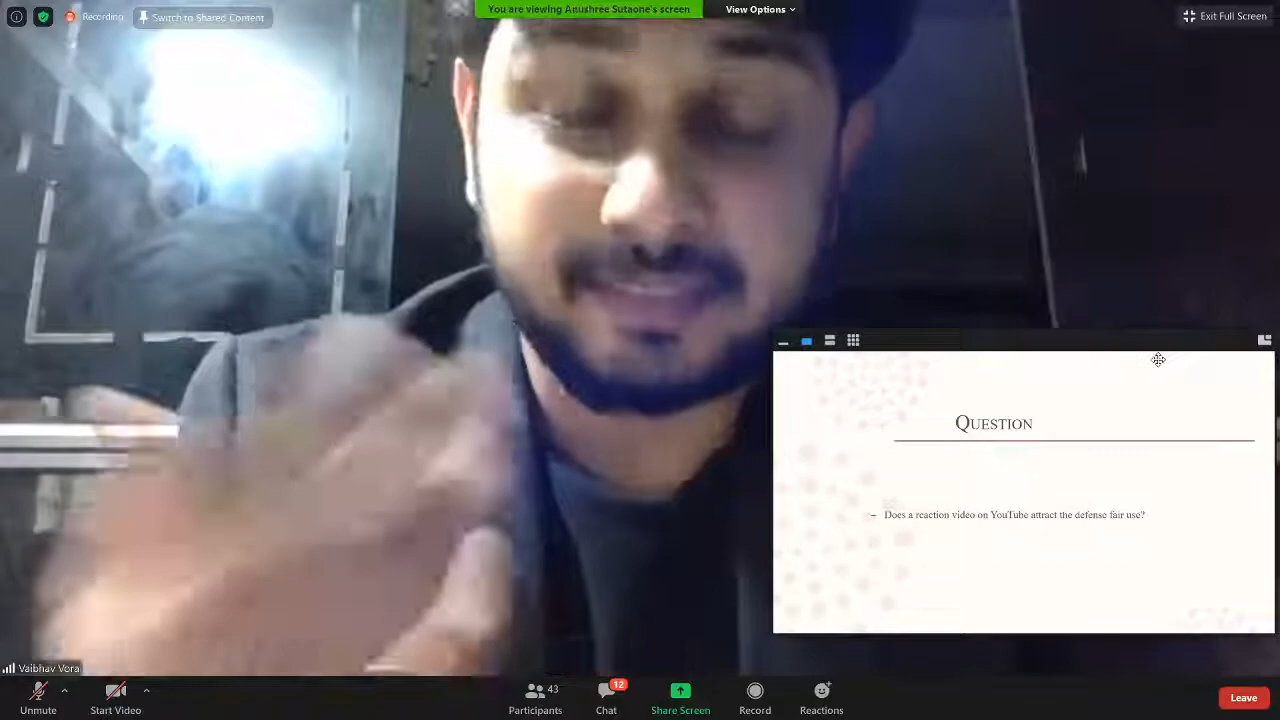 Recording
Switch to Shared Content
You are viewing Anushree Sutaone's screen
View Options
Exit Full Screen
QUESTION
– Does a reaction video on YouTube attract the defense fair use?
Vaibhav Vora
Unmute
Start Video
43
Participants
12
Chat
Share Screen
Record
Reactions
Leave